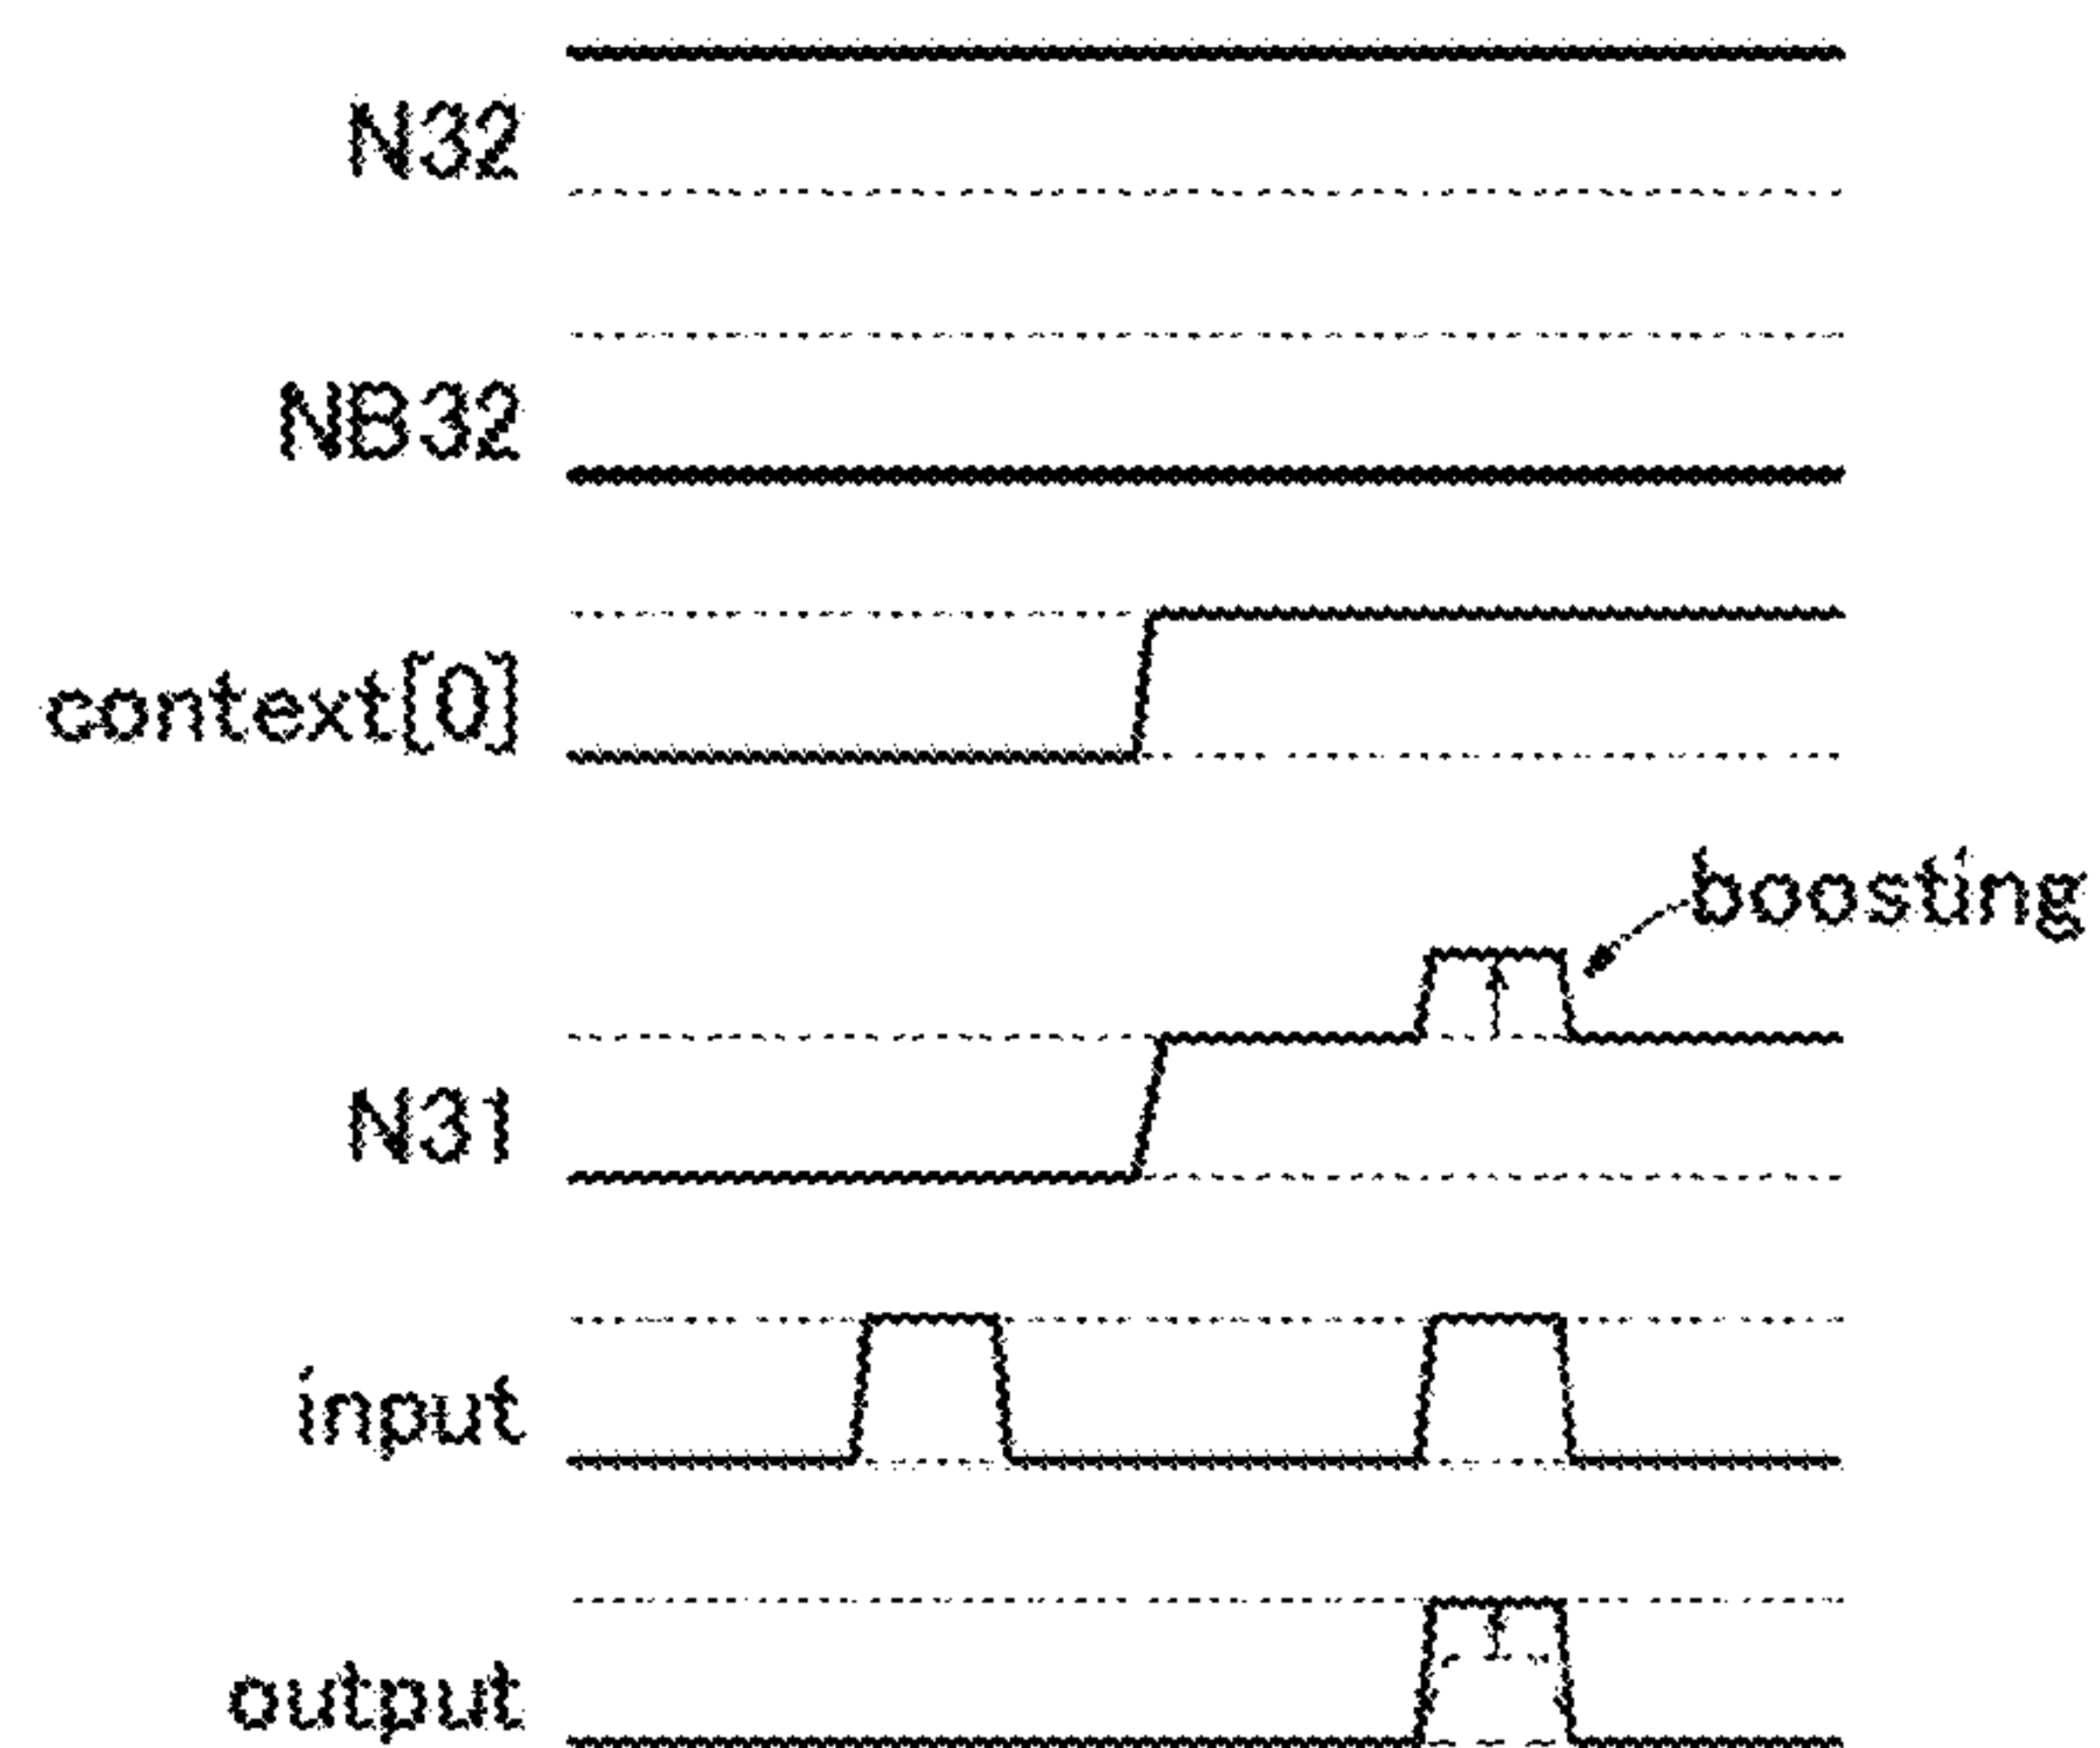 N32
NB32
context[0]
boosting
N31
input
output